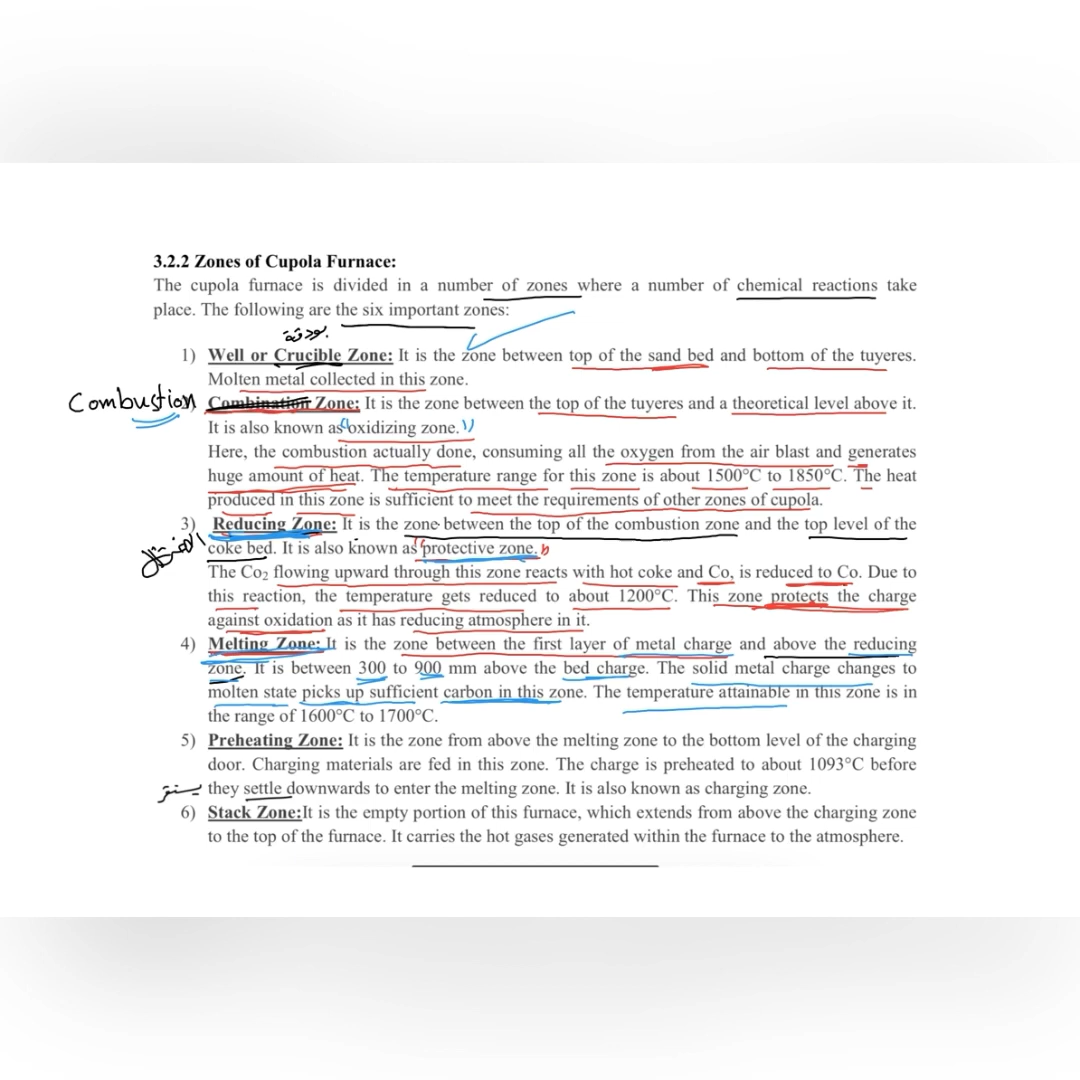 3.2.2 Zones of Cupola Furnace:
The cupola furnace is divided in a number of zones where a number of chemical reactions take
place. The following are the six important zones:
بودقة
1) Well or Crucible Zone: It is the zone between top of the sand bed and bottom of the tuyeres.
Molten metal collected in this zone.
Combustion Combination Zone: It is the zone between the top of the tuyeres and a theoretical level above it.
It is also known as "oxidizing zone."
Here, the combustion actually done, consuming all the oxygen from the air blast and generates
huge amount of heat. The temperature range for this zone is about 1500°C to 1850°C. The heat
produced in this zone is sufficient to meet the requirements of other zones of cupola.
3) Reducing Zone: It is the zone between the top of the combustion zone and the top level of the
coke bed. It is also known as "protective zone."
The Co₂ flowing upward through this zone reacts with hot coke and Co, is reduced to Co. Due to
this reaction, the temperature gets reduced to about 1200°C. This zone protects the charge
against oxidation as it has reducing atmosphere in it.
4) Melting Zone: It is the zone between the first layer of metal charge and above the reducing
zone. It is between 300 to 900 mm above the bed charge. The solid metal charge changes to
molten state picks up sufficient carbon in this zone. The temperature attainable in this zone is in
the range of 1600°C to 1700°C.
5) Preheating Zone: It is the zone from above the melting zone to the bottom level of the charging
door. Charging materials are fed in this zone. The charge is preheated to about 1093°C before
they settle downwards to enter the melting zone. It is also known as charging zone.
6) Stack Zone:It is the empty portion of this furnace, which extends from above the charging zone
to the top of the furnace. It carries the hot gases generated within the furnace to the atmosphere.